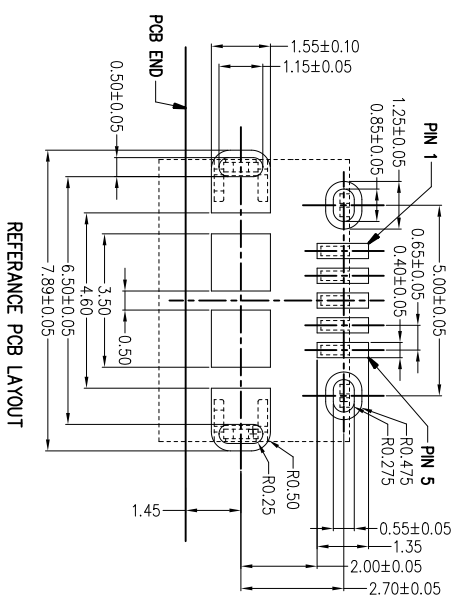 1.55±0.10
1.15±0.05
PCB END
0.50±0.05
PIN 1
1.25±0.05
0.85±0.05
5.00±0.05
0.65±0.05
0.40±0.05
PIN 5
R0.475
R0.275
0.55±0.05
1.35
2.00±0.05
2.70±0.05
1.45
R0.50
R0.25
0.50
3.50
4.60
6.50±0.05
7.89±0.05
REFERANCE PCB LAYOUT